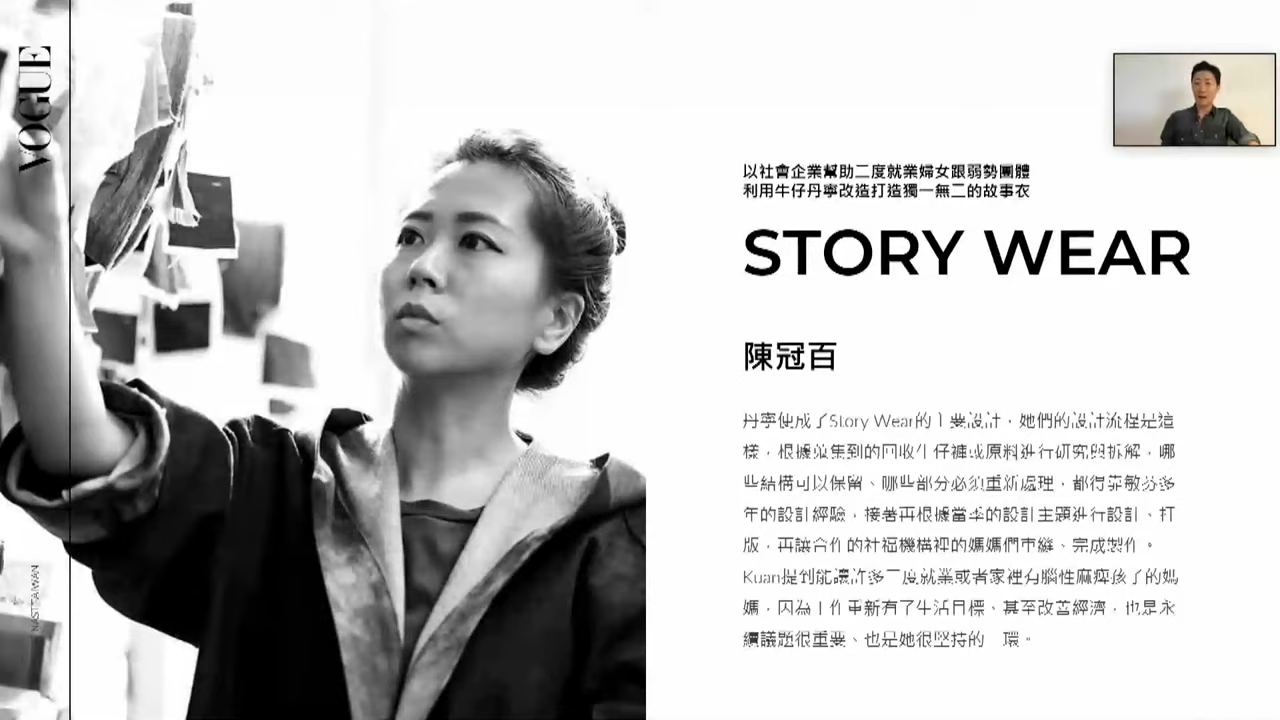 VOGUE
以社會企業幫助二度就業婦女跟弱勢團體
利用牛仔丹寧改造打造獨一無二的故事衣
STORY WEAR
陳冠百
丹寧便成了Story Wear的主要設計，她們的設計流程是這
樣，根據蒐集到的回收牛仔褲或原料進行研究與拆解，哪
些結構可以保留、哪些部分必須重新處理，都得靠敏芬多
年的設計經驗，接著再根據當季的設計主題進行設計、打
版，再讓合作的社福機構裡的媽媽們車縫、完成製作。
Kuan提到能讓許多二度就業或者家裡有腦性麻痺孩子的媽
媽，因為工作重新有了生活目標、甚至改善經濟，也是永
續議題很重要、也是她很堅持的一環。